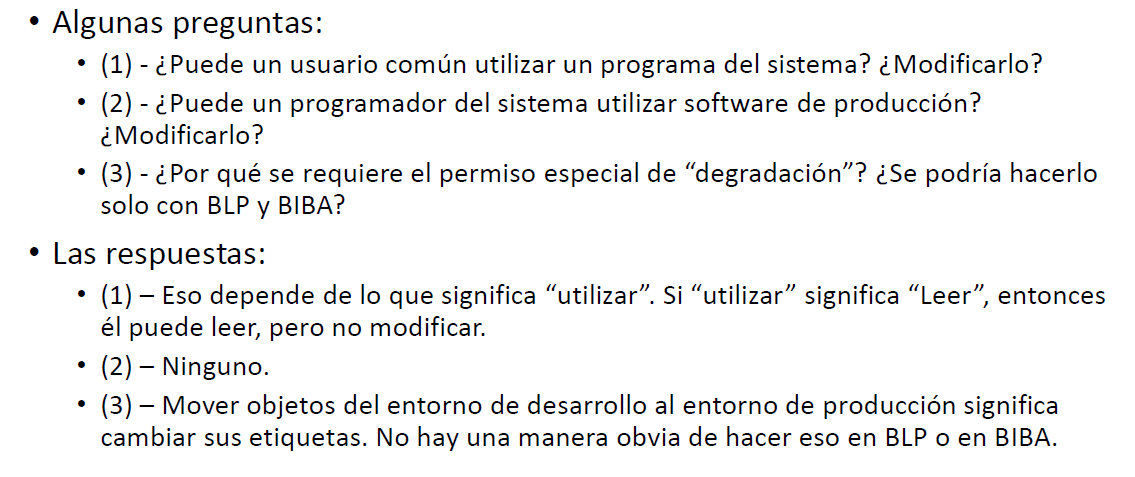 • Algunas preguntas:
• (1) - ¿Puede un usuario común utilizar un programa del sistema? ¿Modificarlo?
• (2) - ¿Puede un programador del sistema utilizar software de producción?
¿Modificarlo?
• (3) - ¿Por qué se requiere el permiso especial de “degradación”? ¿Se podría hacerlo
solo con BLP y BIBA?
• Las respuestas:
• (1) – Eso depende de lo que significa “utilizar”. Si “utilizar” significa “Leer”, entonces
él puede leer, pero no modificar.
• (2) – Ninguno.
• (3) – Mover objetos del entorno de desarrollo al entorno de producción significa
cambiar sus etiquetas. No hay una manera obvia de hacer eso en BLP o en BIBA.